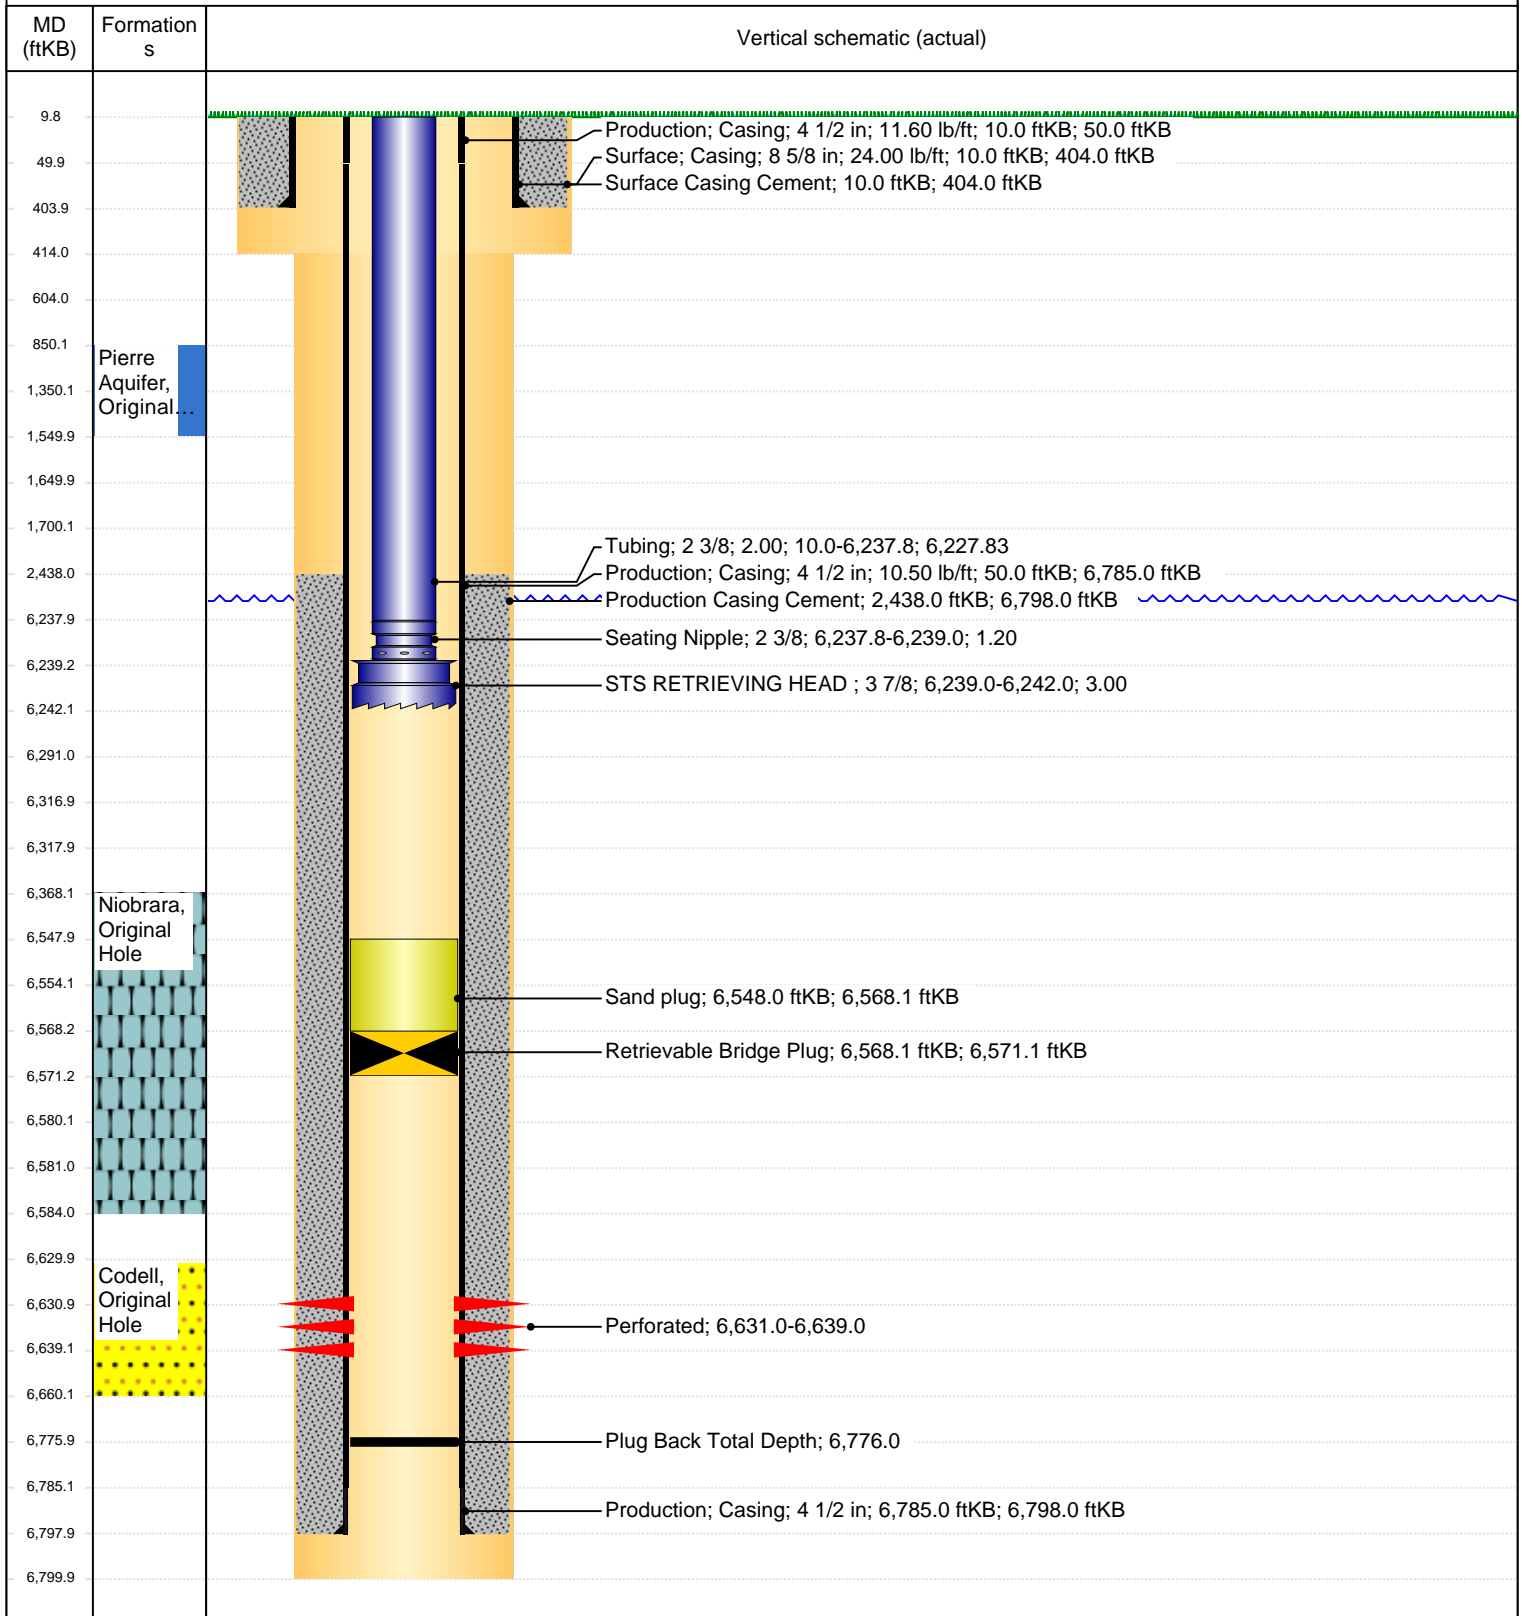 MD
(ftKB)
Formation
s
Vertical schematic (actual)
9.8
Production; Casing; 4 1/2 in; 11.60 lb/ft; 10.0 ftKB; 50.0 ftKB
49.9
Surface; Casing; 8 5/8 in; 24.00 lb/ft; 10.0 ftKB; 404.0 ftKB
Surface Casing Cement; 10.0 ftKB; 404.0 ftKB
403.9
414.0
604.0
850.1
Pierre
Aquifer,
Original...
1,350.1
1,549.9
1,649.9
1,700.1
Tubing; 2 3/8; 2.00; 10.0-6,237.8; 6,227.83
2,438.0
Production; Casing; 4 1/2 in; 10.50 lb/ft; 50.0 ftKB; 6,785.0 ftKB
Production Casing Cement; 2,438.0 ftKB; 6,798.0 ftKB
6,237.9
Seating Nipple; 2 3/8; 6,237.8-6,239.0; 1.20
6,239.2
STS RETRIEVING HEAD ; 3 7/8; 6,239.0-6,242.0; 3.00
6,242.1
6,291.0
6,316.9
6,317.9
6,368.1
Niobrara,
Original
Hole
6,547.9
6,554.1
Sand plug; 6,548.0 ftKB; 6,568.1 ftKB
6,568.2
Retrievable Bridge Plug; 6,568.1 ftKB; 6,571.1 ftKB
6,571.2
6,580.1
6,581.0
6,584.0
6,629.9
Codell,
Original
Hole
6,630.9
Perforated; 6,631.0-6,639.0
6,639.1
6,660.1
6,775.9
Plug Back Total Depth; 6,776.0
6,785.1
Production; Casing; 4 1/2 in; 6,785.0 ftKB; 6,798.0 ftKB
6,797.9
6,799.9